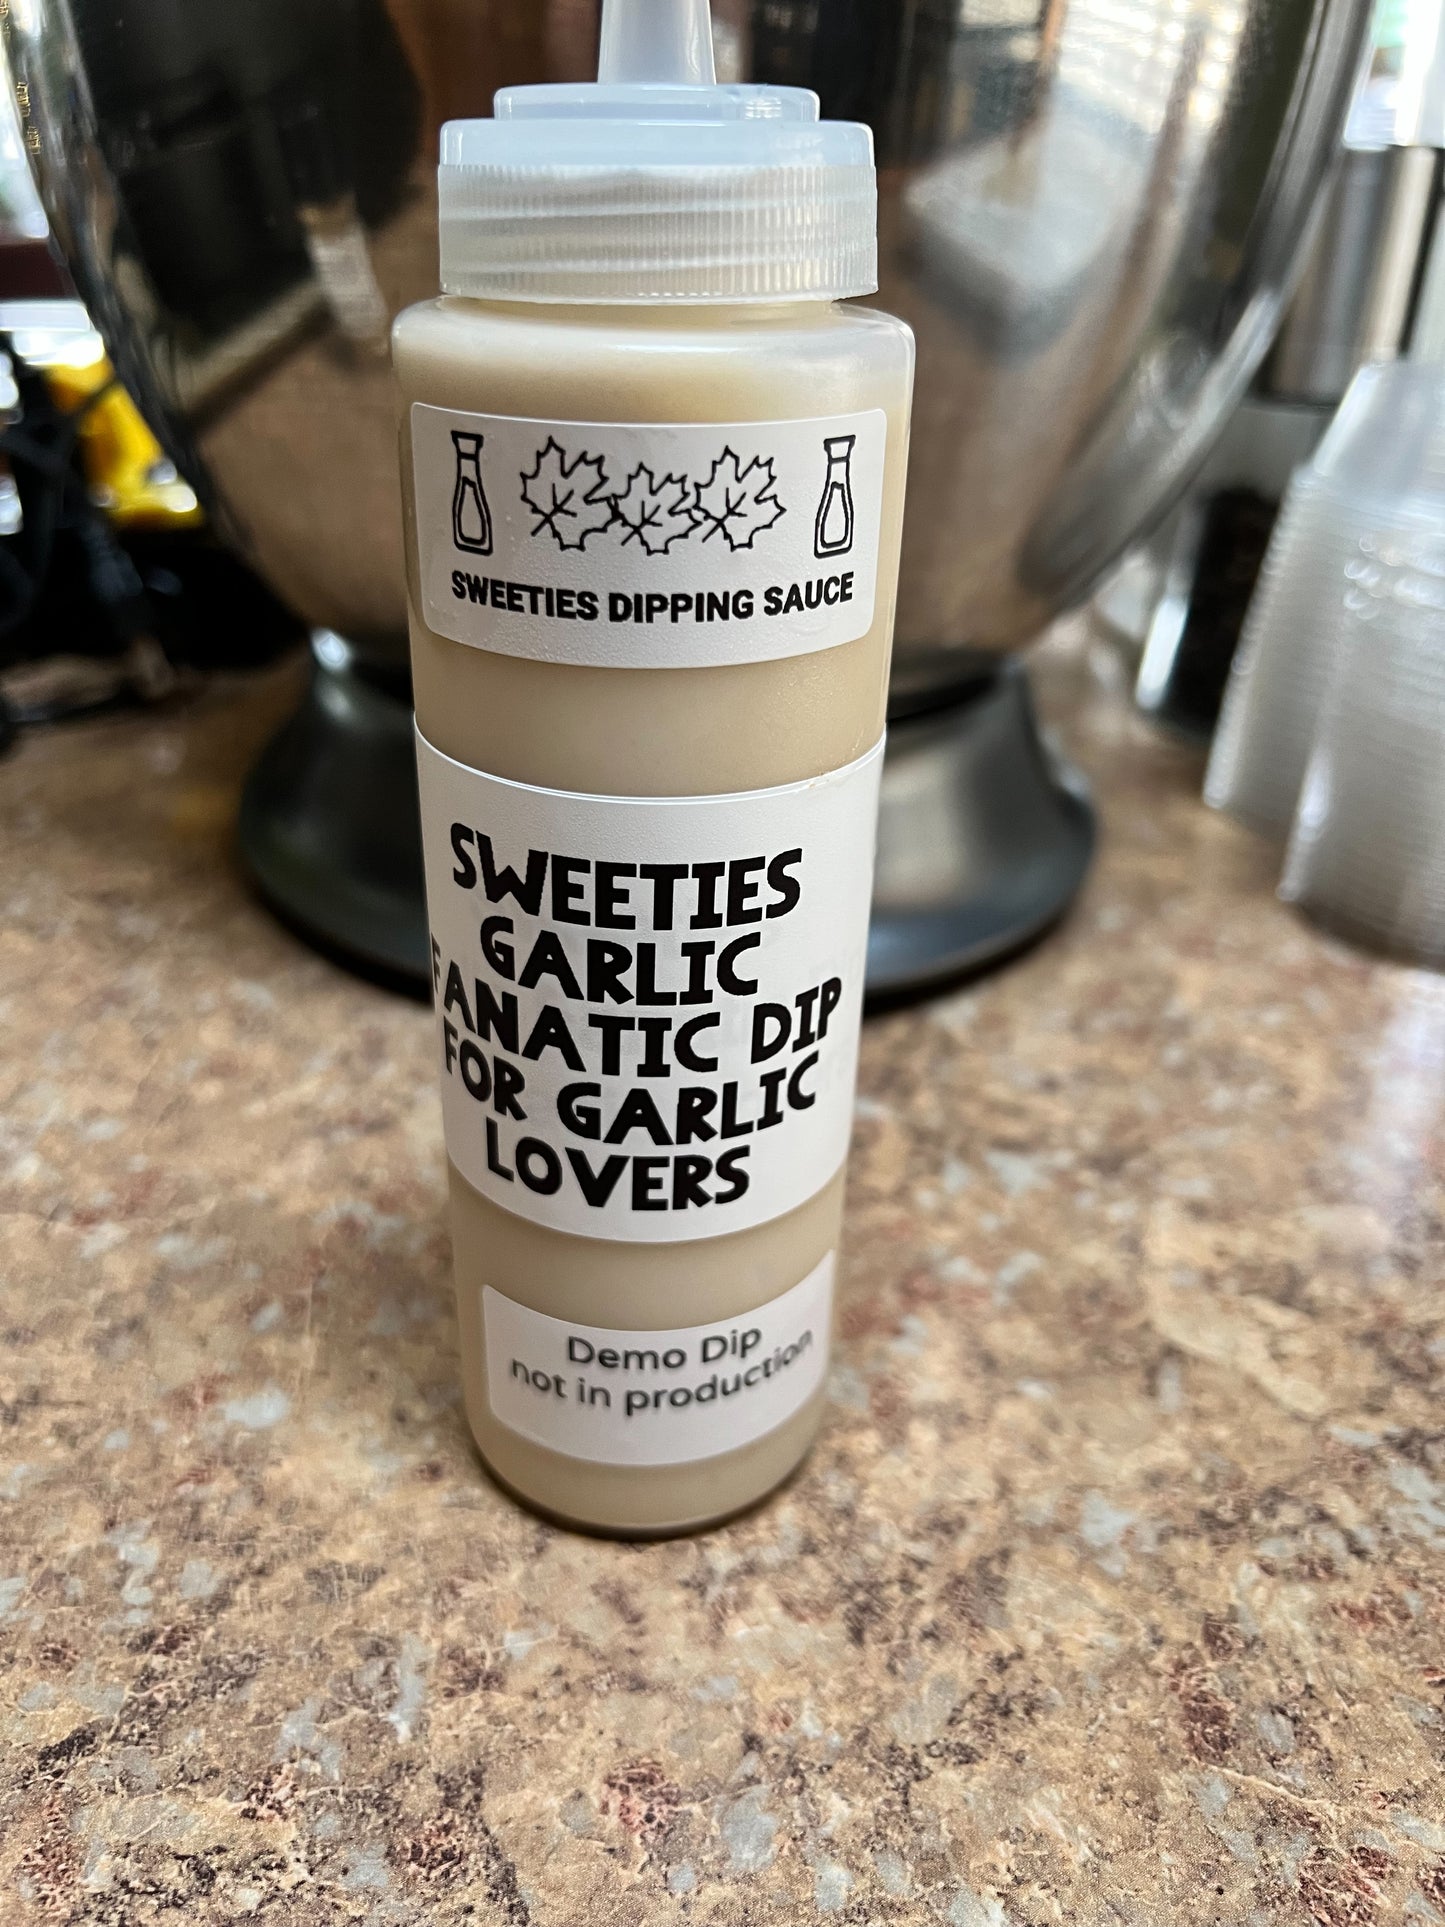 SWEETIES DIPPING SAUCE
SWEETIES
GARLIC
FANATIC DIP
FOR GARLIC
LOVERS
Demo Dip
not in production